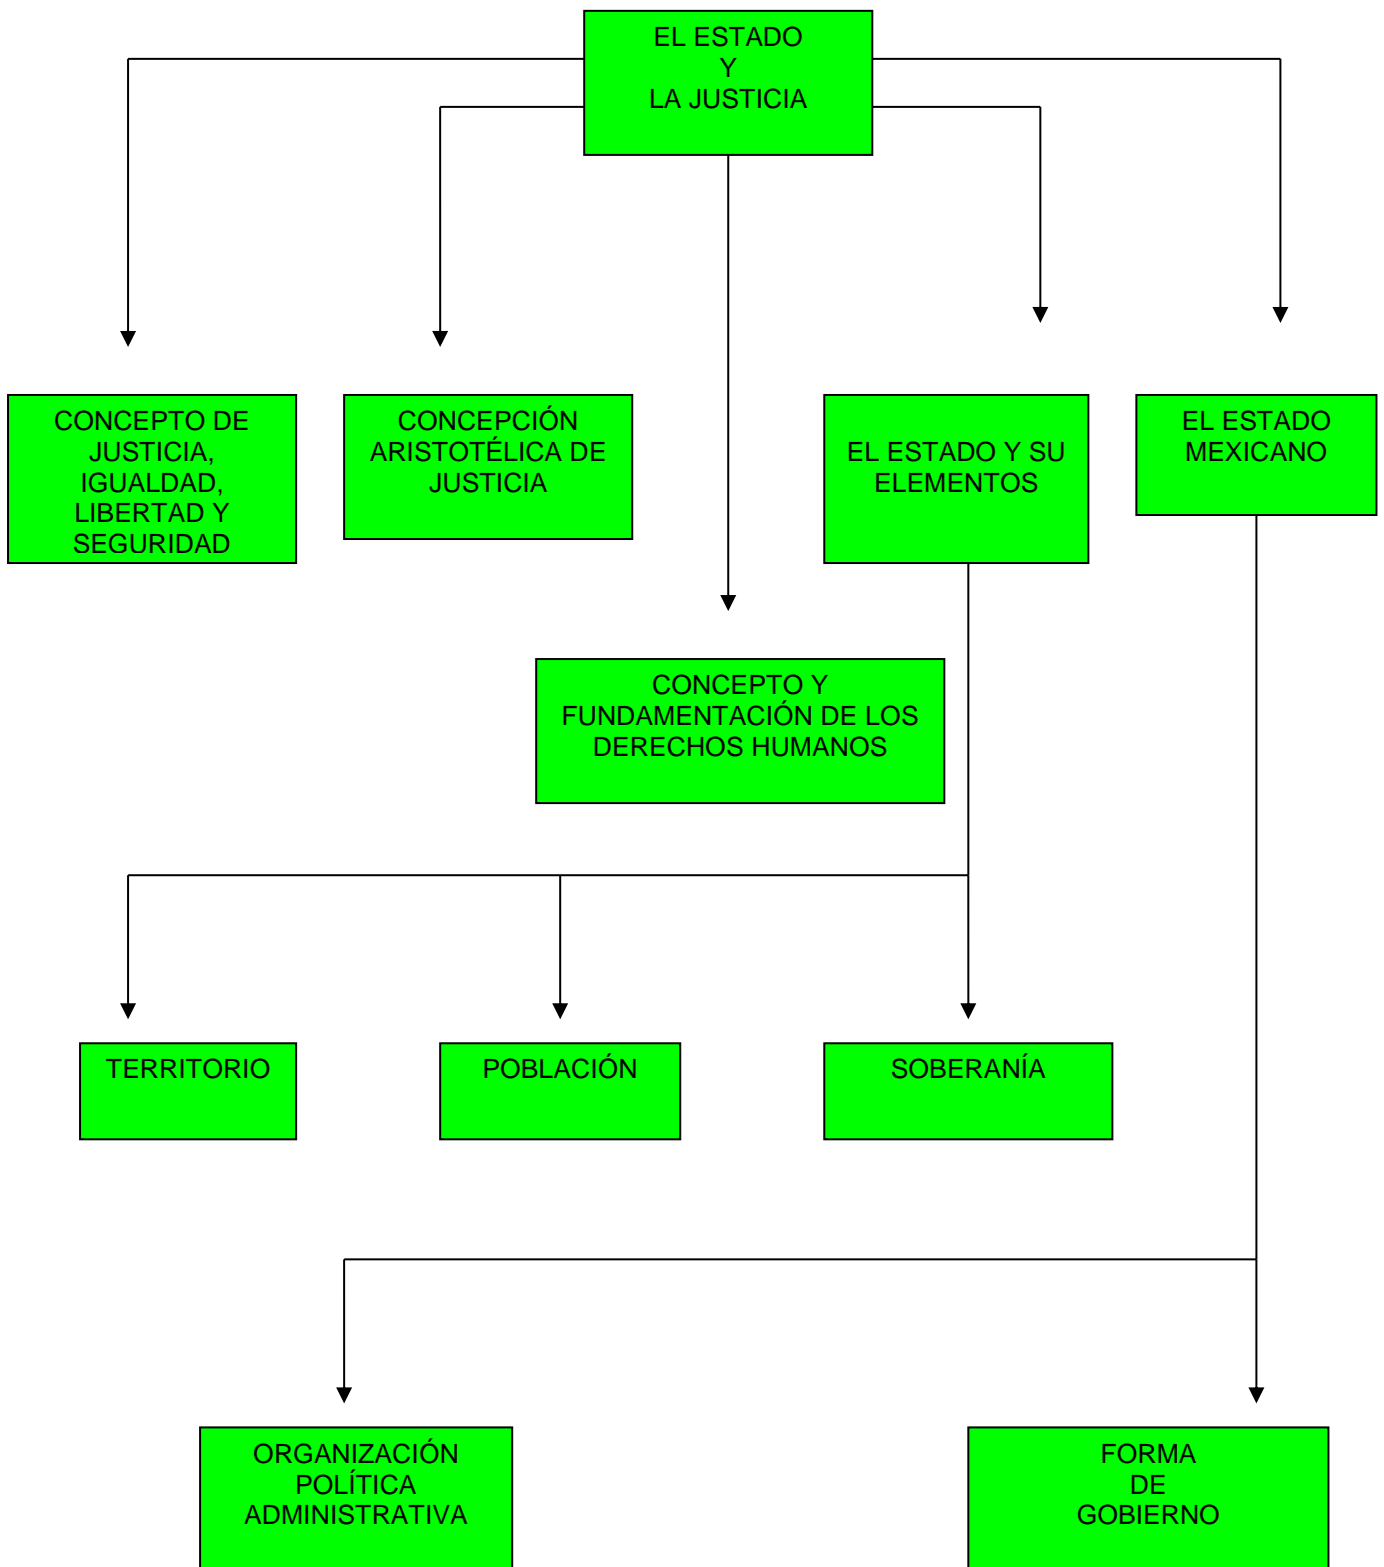 EL ESTADO
Y
LA JUSTICIA
CONCEPTO DE
JUSTICIA,
IGUALDAD,
LIBERTAD Y
SEGURIDAD
CONCEPCIÓN
ARISTOTÉLICA DE
JUSTICIA
EL ESTADO Y SU
ELEMENTOS
EL ESTADO
MEXICANO
CONCEPTO Y
FUNDAMENTACIÓN DE LOS
DERECHOS HUMANOS
TERRITORIO
POBLACIÓN
SOBERANÍA
ORGANIZACIÓN
POLÍTICA
ADMINISTRATIVA
FORMA
DE
GOBIERNO